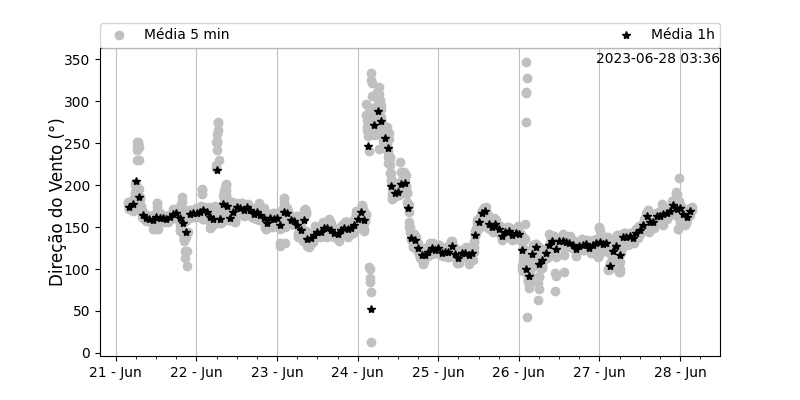 Média 5 min
Média 1h
2023-06-28 03:36
Direção do Vento (°)
350
300
250
200
150
100
50
0
21 - Jun
22 - Jun
23 - Jun
24 - Jun
25 - Jun
26 - Jun
27 - Jun
28 - Jun